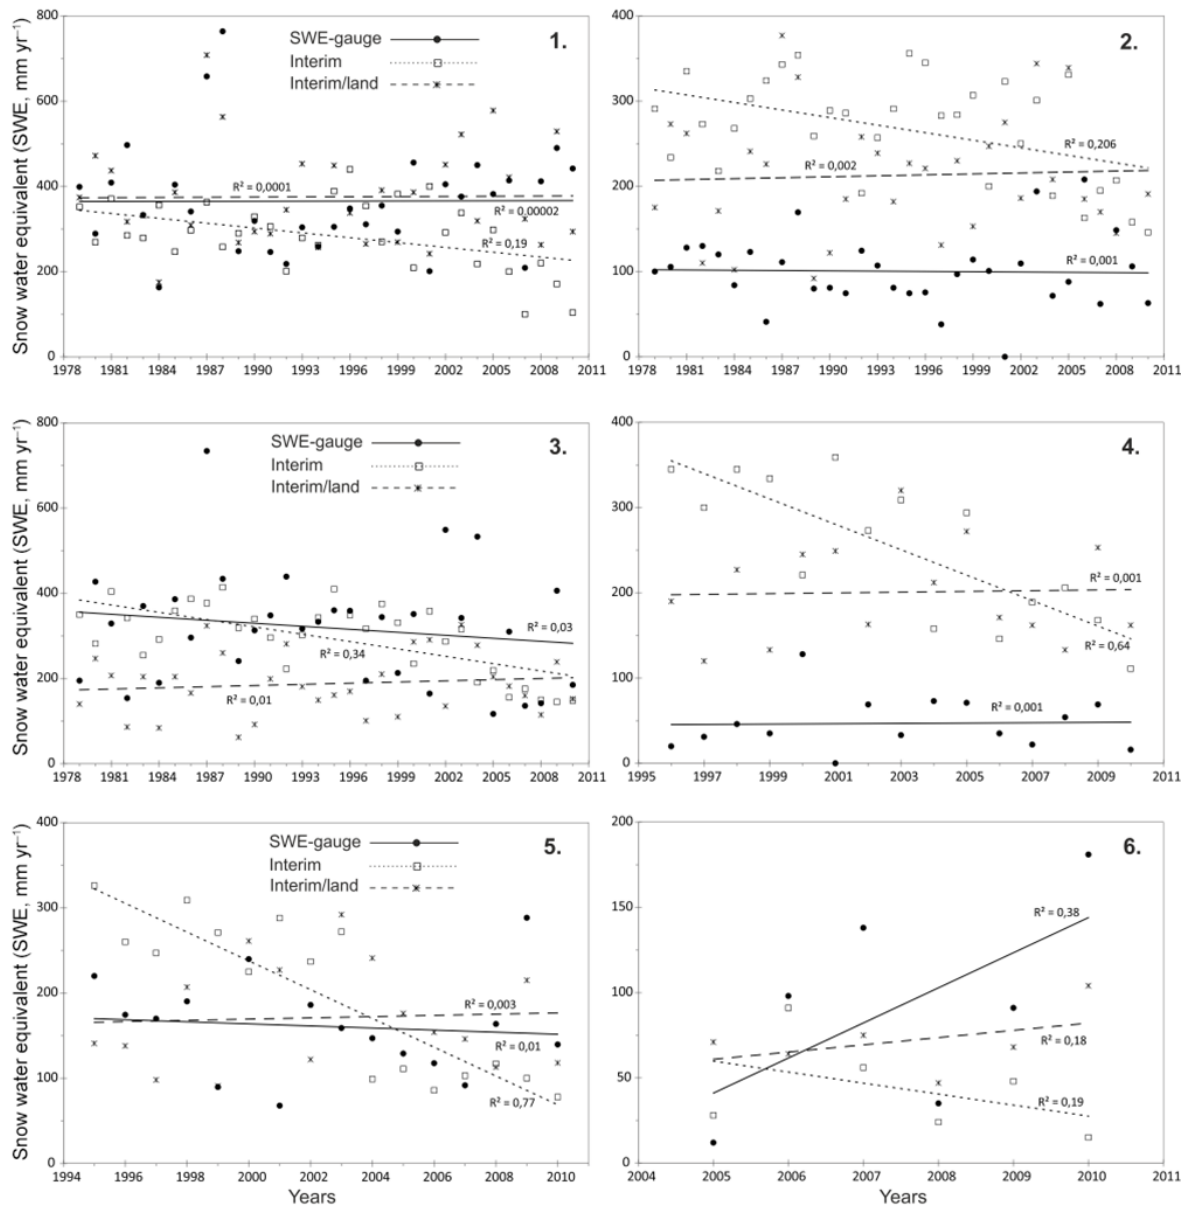 Snow water equivalent (SWE, mm yr⁻¹)
800
600
400
200
0
SWE-gauge
Interim
Interim/land
1.
R² = 0,0001
R² = 0,00002
R² = 0,19
1978 1981 1984 1987 1990 1993 1996 1999 2002 2005 2008 2011
400
300
200
100
0
2.
R² = 0,206
R² = 0,002
R² = 0,001
1978 1981 1984 1987 1990 1993 1996 1999 2002 2005 2008 2011
Snow water equivalent (SWE, mm yr⁻¹)
800
600
400
200
0
SWE-gauge
Interim
Interim/land
3.
R² = 0,03
R² = 0,34
R² = 0,01
1978 1981 1984 1987 1990 1993 1996 1999 2002 2005 2008 2011
400
300
200
100
0
4.
R² = 0,001
R² = 0,64
R² = 0,001
1995 1997 1999 2001 2003 2005 2007 2009 2011
Snow water equivalent (SWE, mm yr⁻¹)
400
300
200
100
0
SWE-gauge
Interim
Interim/land
5.
R² = 0,003
R² = 0,01
R² = 0,77
1994 1996 1998 2000 2002 2004 2006 2008 2010
Years
200
150
100
50
0
6.
R² = 0,38
R² = 0,18
R² = 0,19
2004 2005 2006 2007 2008 2009 2010 2011
Years